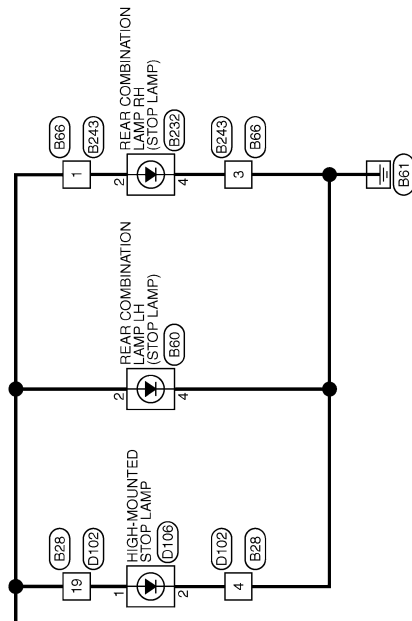 B66
B243
1
2
REAR COMBINATION
LAMP RH
(STOP LAMP)
B232
4
B243
B66
3
B61
2
REAR COMBINATION
LAMP LH
(STOP LAMP)
B60
4
B28
D102
19
1
HIGH-MOUNTED
STOP LAMP
D106
2
D102
B28
4